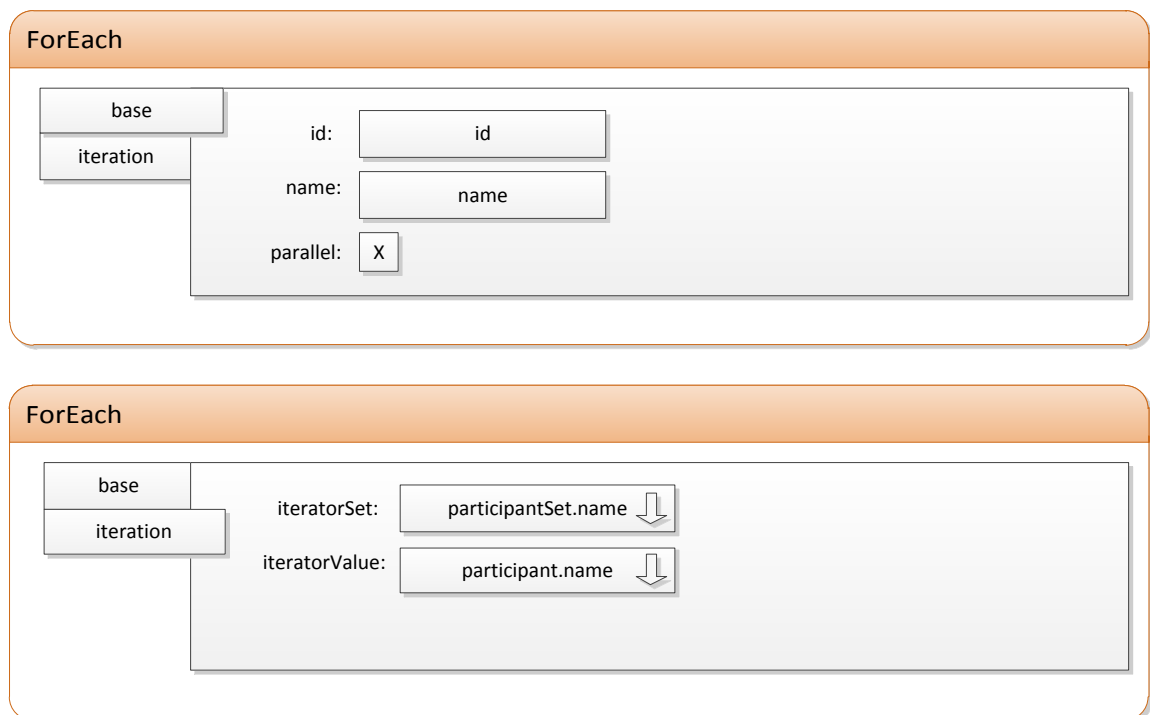 ForEach
base
iteration
id: id
name: name
parallel: X
ForEach
base
iteration
iteratorSet: participantSet.name
iteratorValue: participant.name